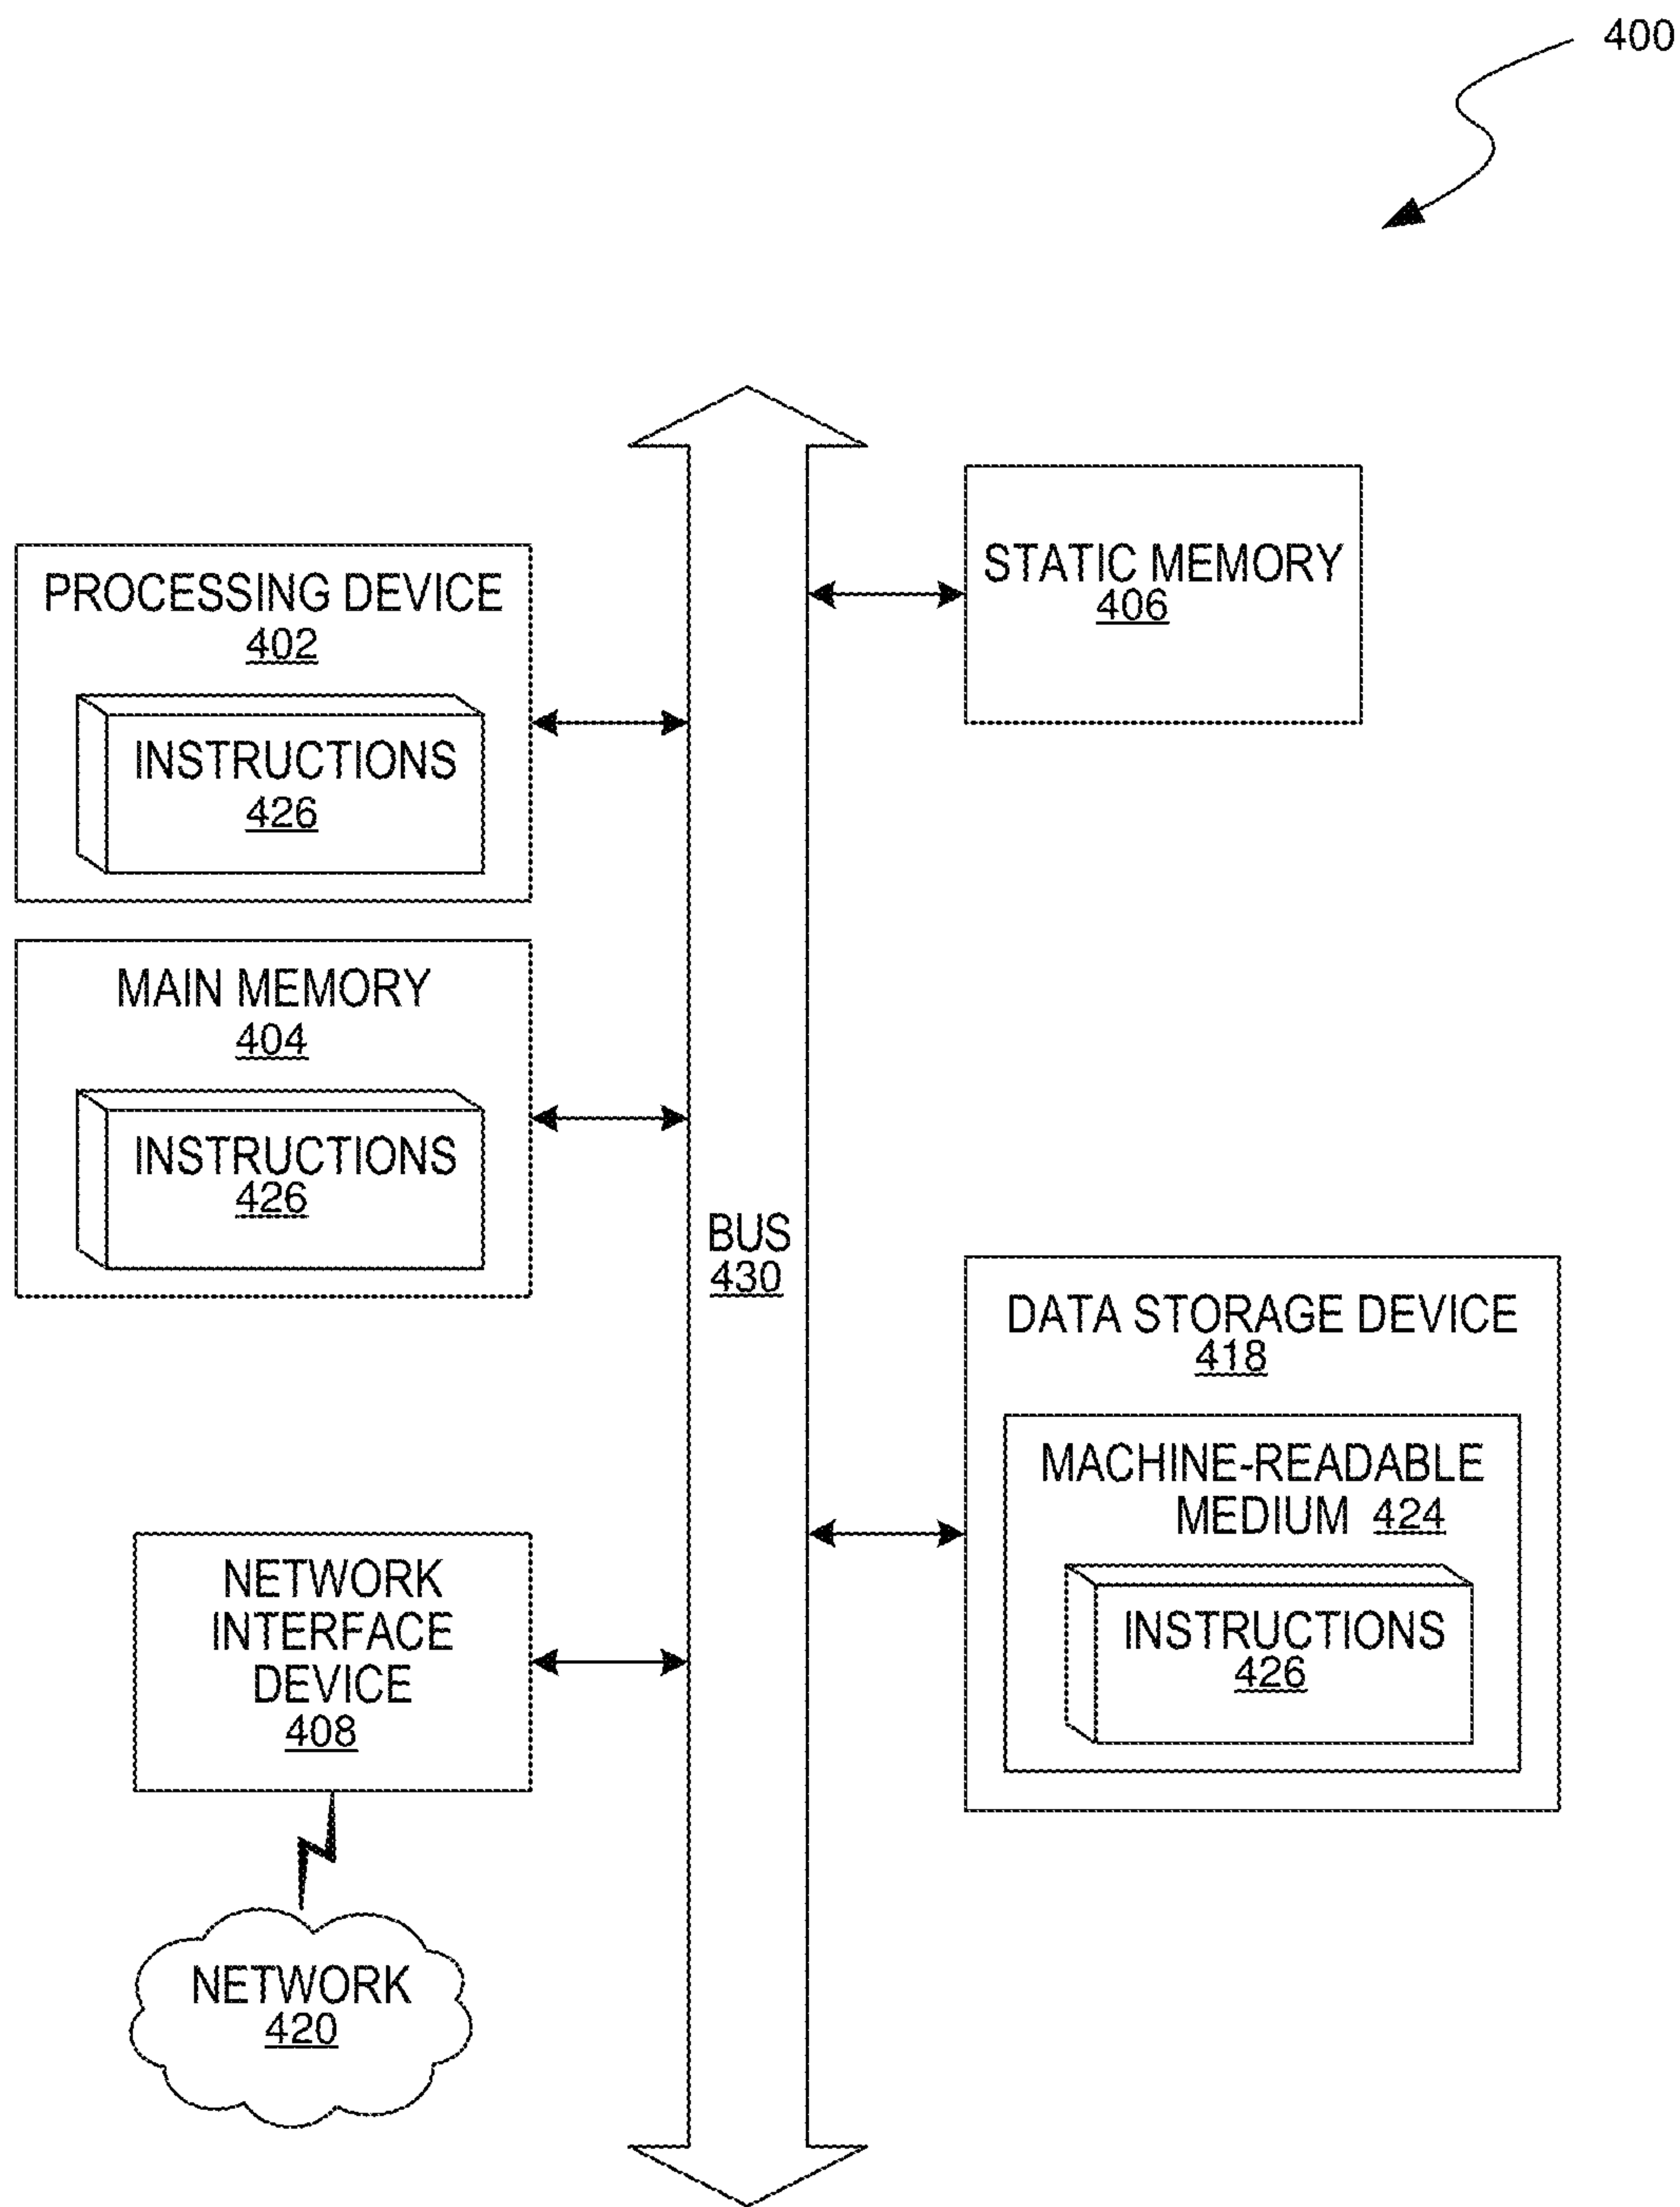 400
PROCESSING DEVICE
402
INSTRUCTIONS
426
STATIC MEMORY
406
MAIN MEMORY
404
INSTRUCTIONS
426
BUS
430
DATA STORAGE DEVICE
418
MACHINE-READABLE
MEDIUM 424
INSTRUCTIONS
426
NETWORK
INTERFACE
DEVICE
408
NETWORK
420